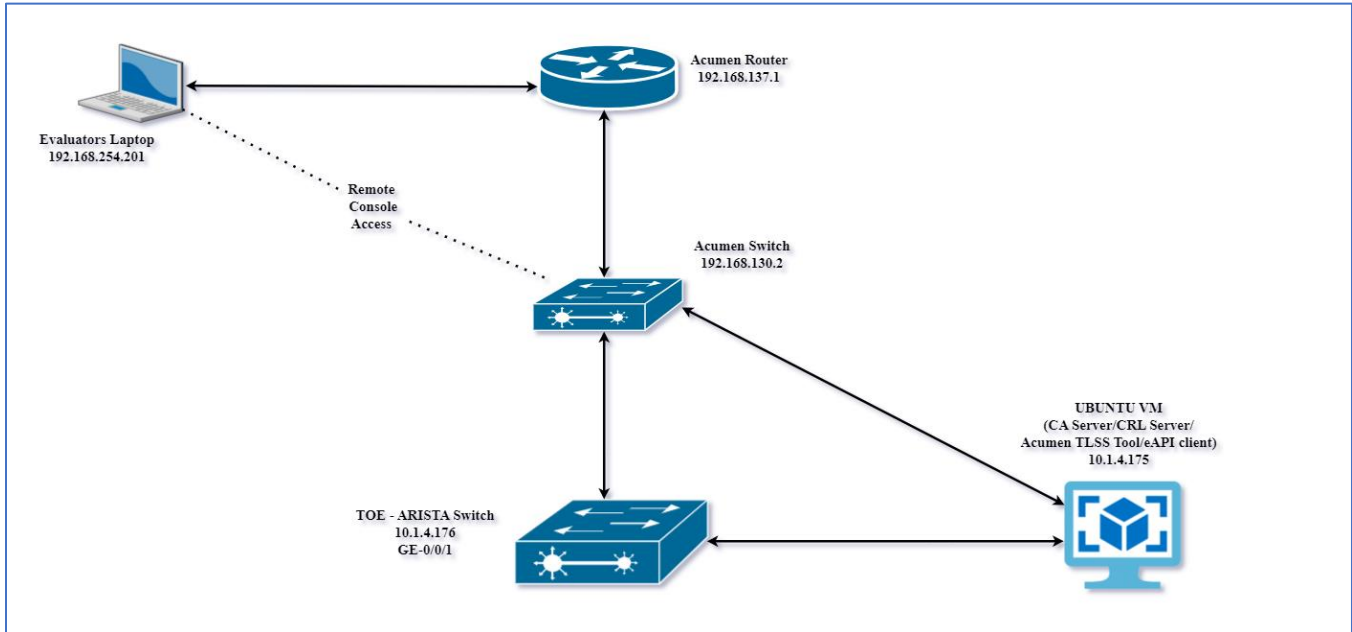 Acumen Router
192.168.137.1
Evaluators Laptop
192.168.254.201
Remote
Console
Access
Acumen Switch
192.168.130.2
UBUNTU VM
(CA Server/CRL Server/
Acumen TLSS Tool/eAPI client)
10.1.4.175
TOE - ARISTA Switch
10.1.4.176
GE-0/0/1